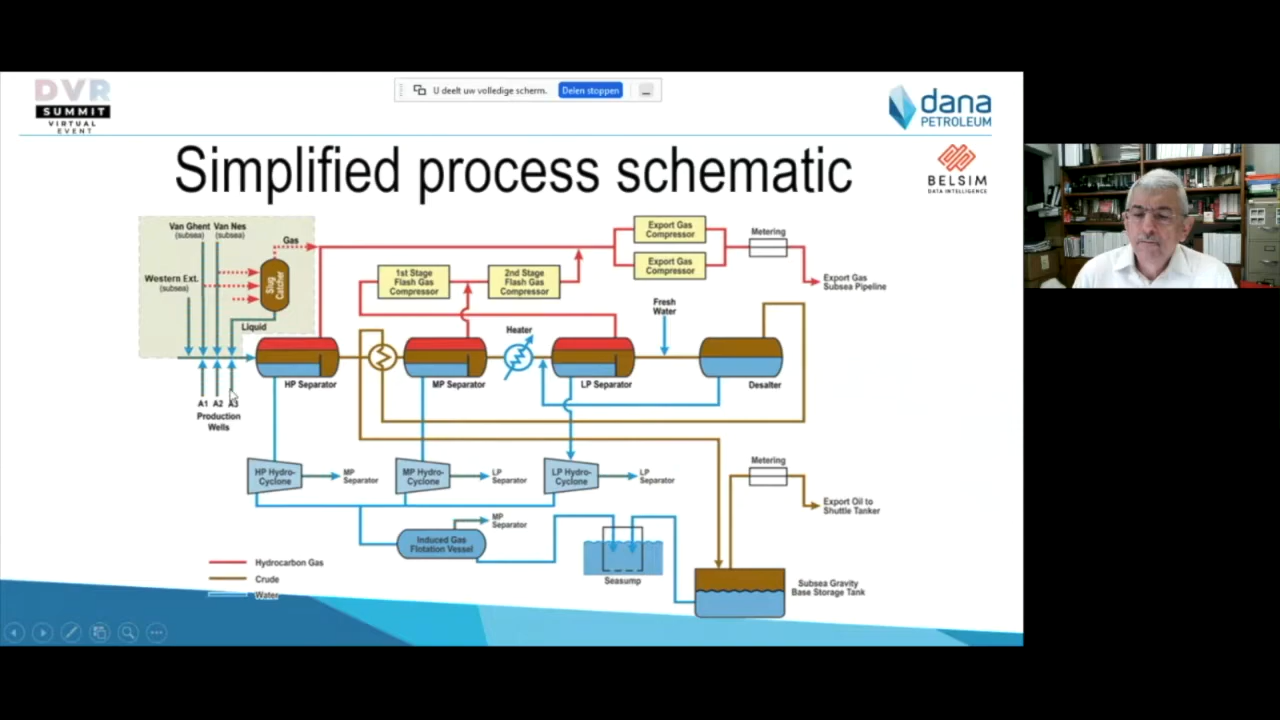 DVR
SUMMIT
VIRTUAL
EVENT
U deelt uw volledige scherm.
Delen stoppen
dana
PETROLEUM
Simplified process schematic
BELSIM
DATA INTELLIGENCE
Van Ghent
(subsea)
Van Nes
(subsea)
Gas
Western Ext.
(subsea)
Slug
Catcher
Liquid
1st Stage
Flash Gas
Compressor
2nd Stage
Flash Gas
Compressor
Export Gas
Compressor
Export Gas
Compressor
Metering
Export Gas
Subsea Pipeline
Fresh
Water
Heater
HP Separator
MP Separator
LP Separator
Desalter
A1 A2 A3
Production
Wells
HP Hydro-
Cyclone
MP
Separator
MP Hydro-
Cyclone
LP
Separator
LP Hydro-
Cyclone
LP
Separator
Metering
Export Oil to
Shuttle Tanker
MP
Separator
Induced Gas
Flotation Vessel
Seasump
Subsea Gravity
Base Storage Tank
Hydrocarbon Gas
Crude
Water